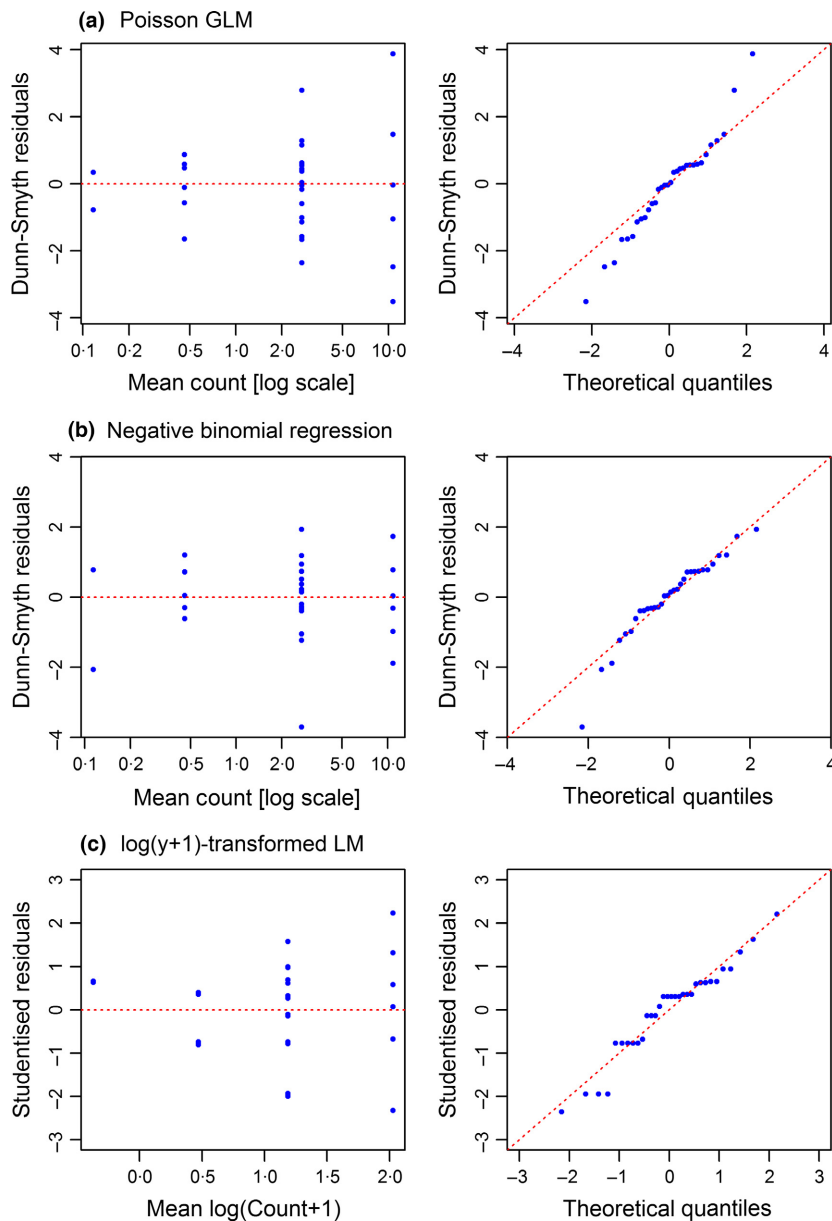 (a) Poisson GLM
Dunn–Smyth residuals
4
2
0
−2
−4
0·1 0·2 0·5 1·0 2·0 5·0 10·0
Mean count [log scale]
Dunn–Smyth residuals
4
2
0
−2
−4
−4 −2 0 2 4
Theoretical quantiles
(b) Negative binomial regression
Dunn–Smyth residuals
4
2
0
−2
−4
0·1 0·2 0·5 1·0 2·0 5·0 10·0
Mean count [log scale]
Dunn–Smyth residuals
4
2
0
−2
−4
−4 −2 0 2 4
Theoretical quantiles
(c) log(y+1)-transformed LM
Studentised residuals
3
2
1
0
−1
−2
−3
0·0 0·5 1·0 1·5 2·0
Mean log(Count+1)
Studentised residuals
3
2
1
0
−1
−2
−3
−3 −2 −1 0 1 2 3
Theoretical quantiles